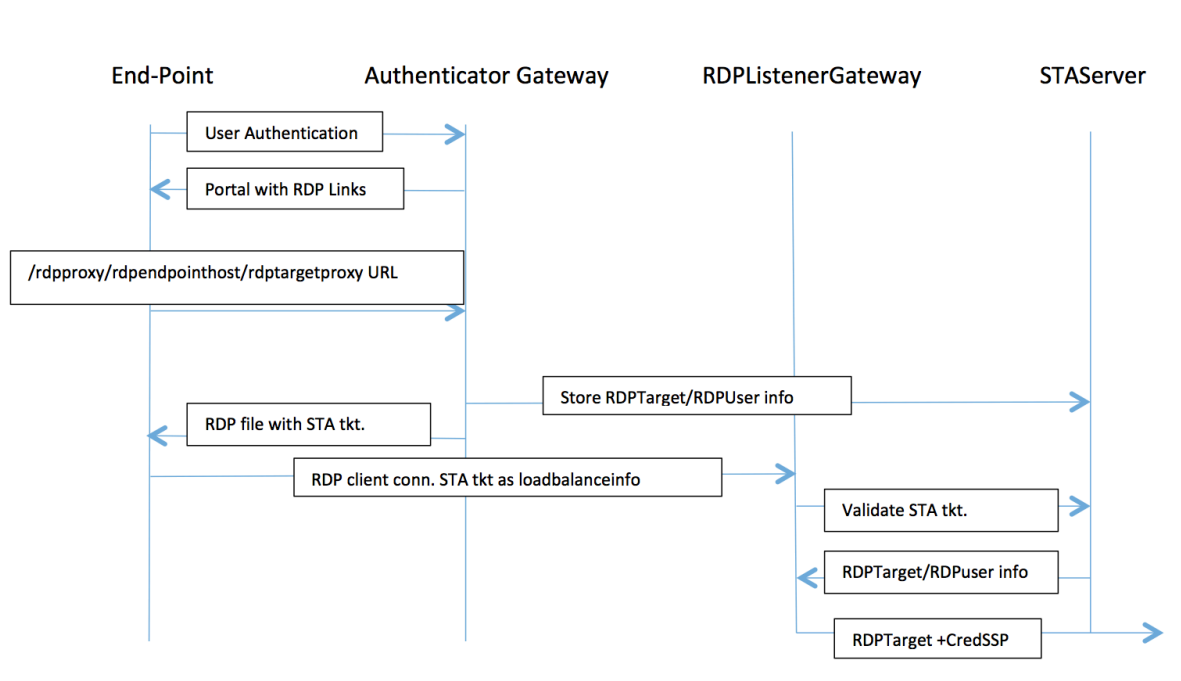 End-Point
Authenticator Gateway
RDPListenerGateway
STAServer
User Authentication
Portal with RDP Links
/rdpproxy/rdpendpointhost/rdptargetproxy URL
Store RDPTarget/RDPUser info
RDP file with STA tkt.
RDP client conn. STA tkt as loadbalanceinfo
Validate STA tkt.
RDPTarget/RDPuser info
RDPTarget +CredSSP